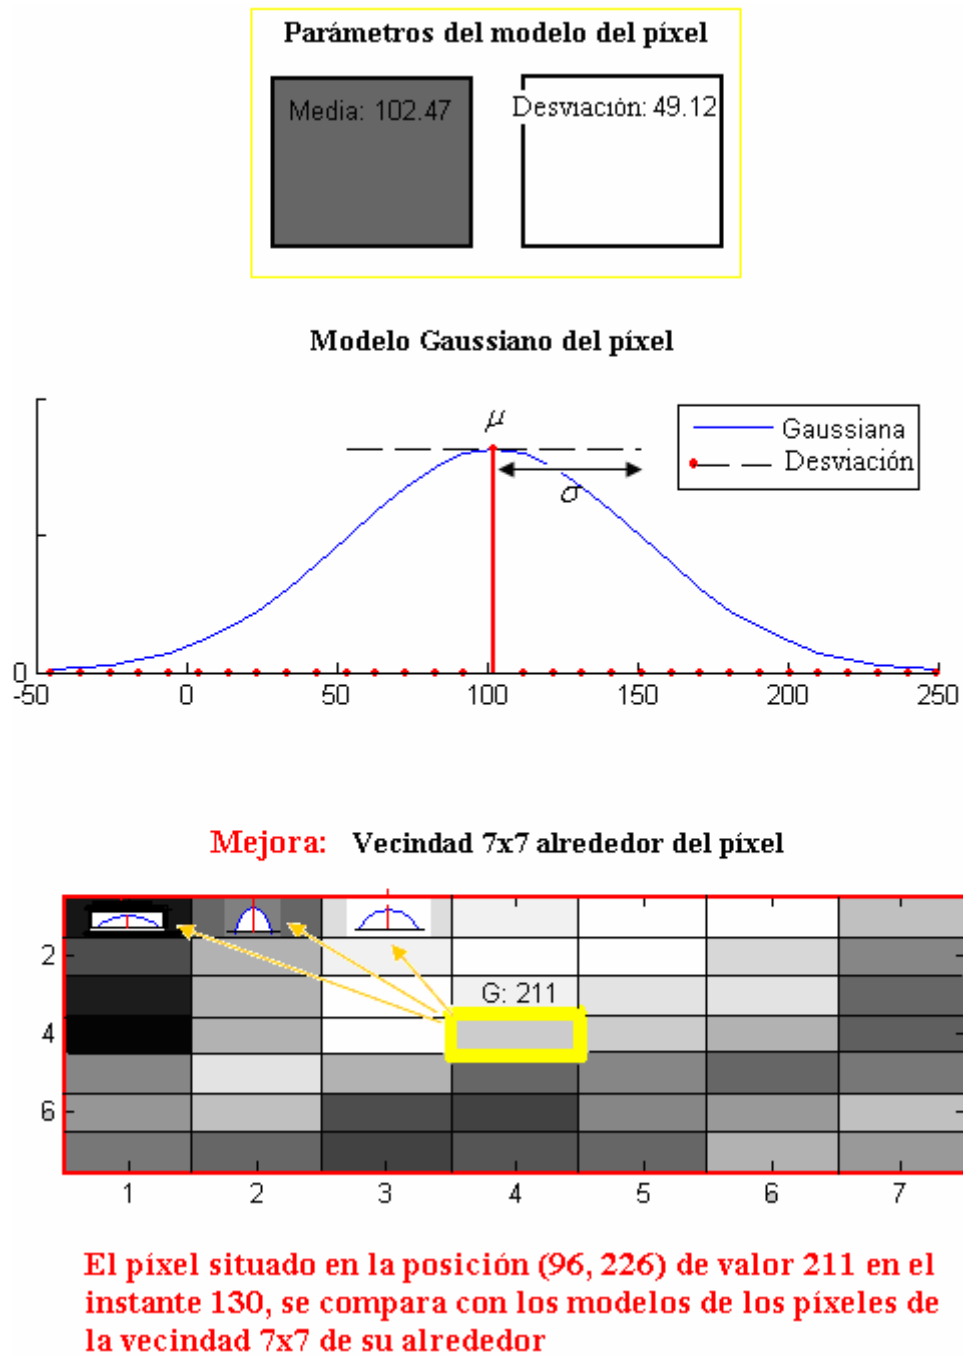 Parámetros del modelo del píxel
Media: 102.47
Desviación: 49.12
Modelo Gaussiano del píxel
μ
Gaussiana
Desviación
σ
0
-50 0 50 100 150 200 250
Mejora: Vecindad 7x7 alrededor del píxel
2
G: 211
4
6
1 2 3 4 5 6 7
El píxel situado en la posición (96, 226) de valor 211 en el
instante 130, se compara con los modelos de los píxeles de
la vecindad 7x7 de su alrededor